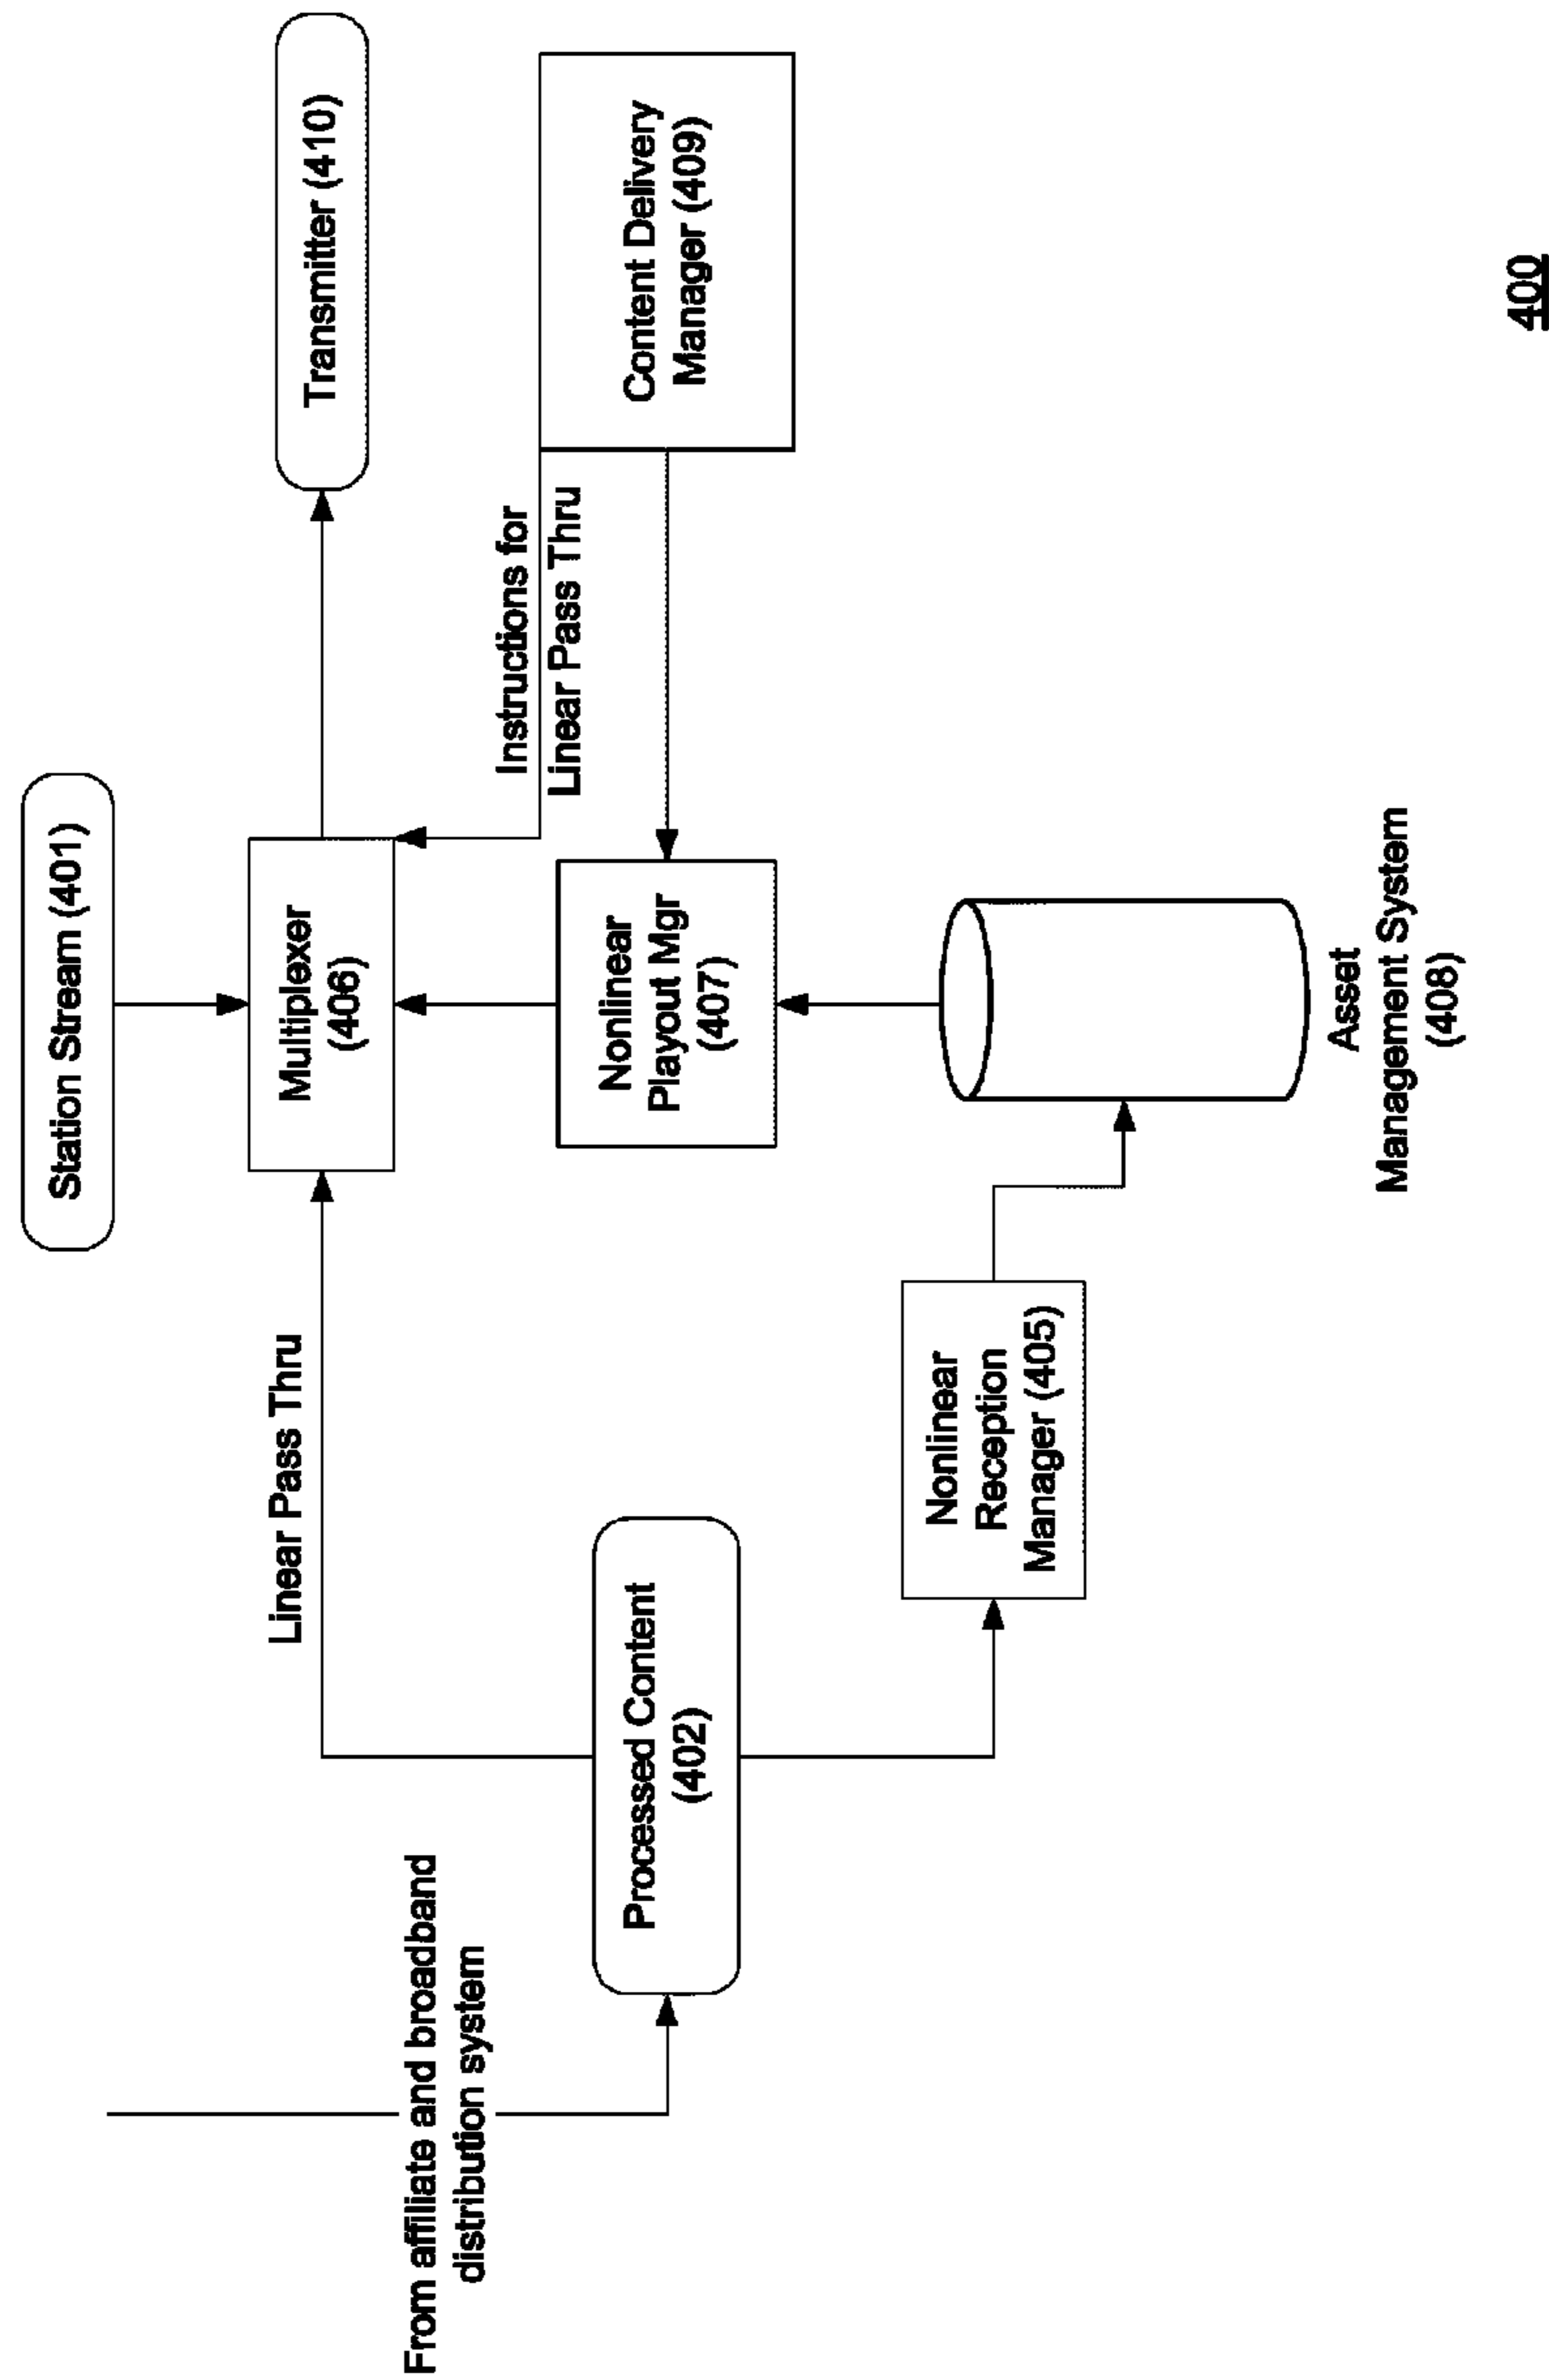 Station Stream (401)
Linear Pass Thru
Multiplexer
(406)
Transmitter (410)
From affiliate and broadband
distribution system
Instructions for
Linear Pass Thru
Processed Content
(402)
Nonlinear
Playout Mgr
(407)
Content Delivery
Manager (409)
Nonlinear
Reception
Manager (405)
Asset
Management System
(408)
400